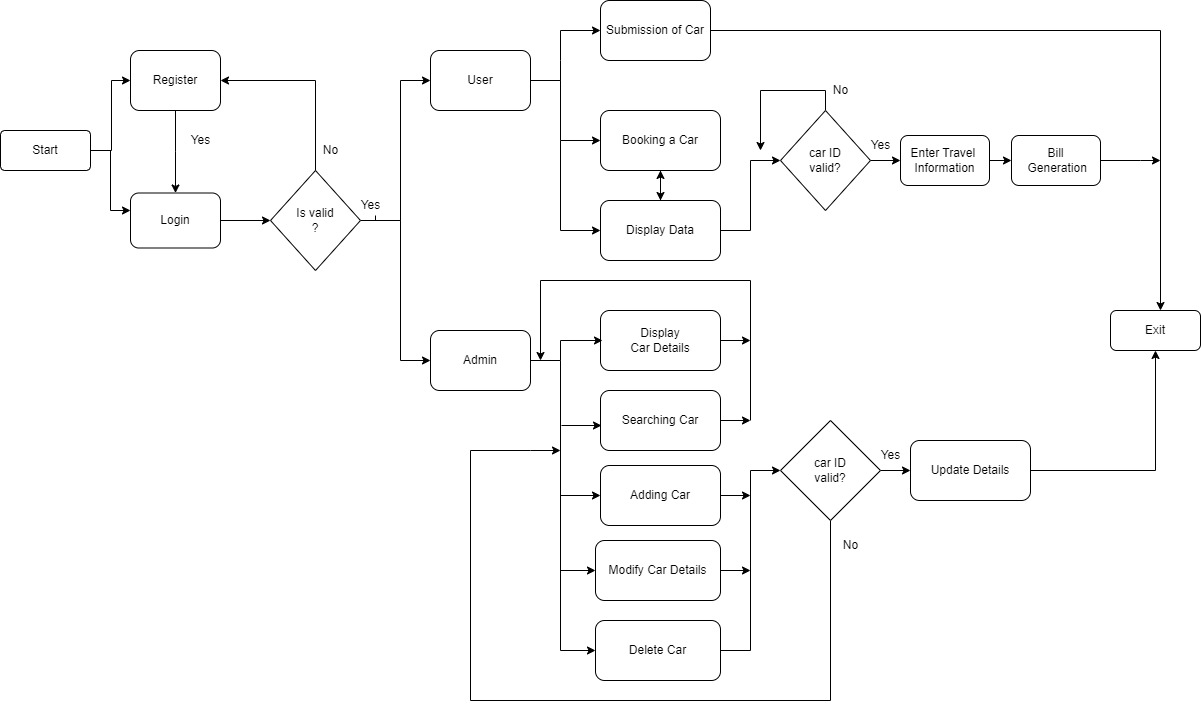 Submission of Car
Register
User
No
Yes
Start
Booking a Car
No
car ID
valid?
Yes
Enter Travel
Information
Bill
Generation
Login
Is valid
?
Yes
Display Data
Display
Car Details
Exit
Admin
Searching Car
car ID
valid?
Yes
Update Details
Adding Car
No
Modify Car Details
Delete Car